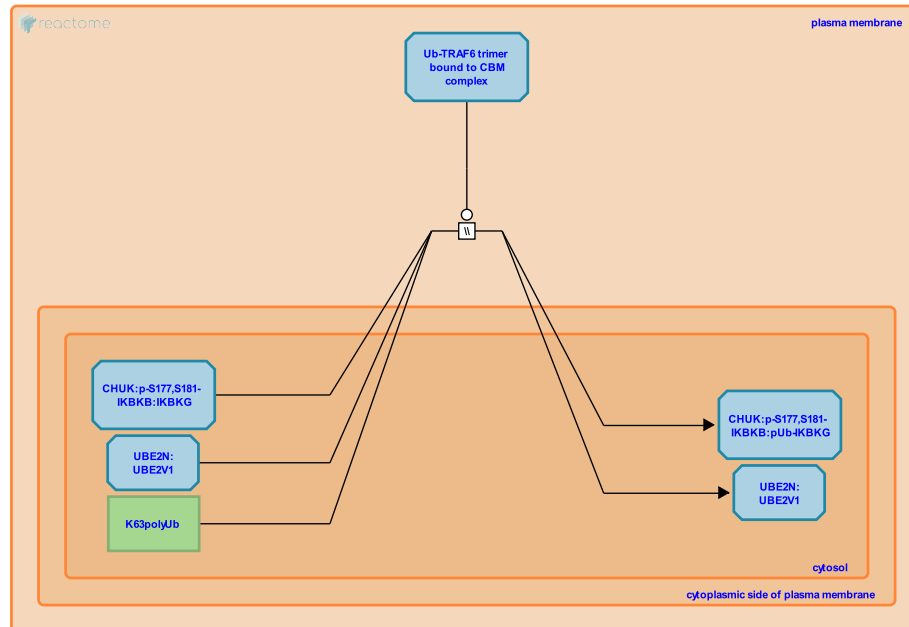 reactome
plasma membrane
Ub-TRAF6 trimer
bound to CBM
complex
\\
CHUK:p-S177,S181-
IKBKB:IKBKG
UBE2N:
UBE2V1
K63polyUb
CHUK:p-S177,S181-
IKBKB:pUb-IKBKG
UBE2N:
UBE2V1
cytosol
cytoplasmic side of plasma membrane